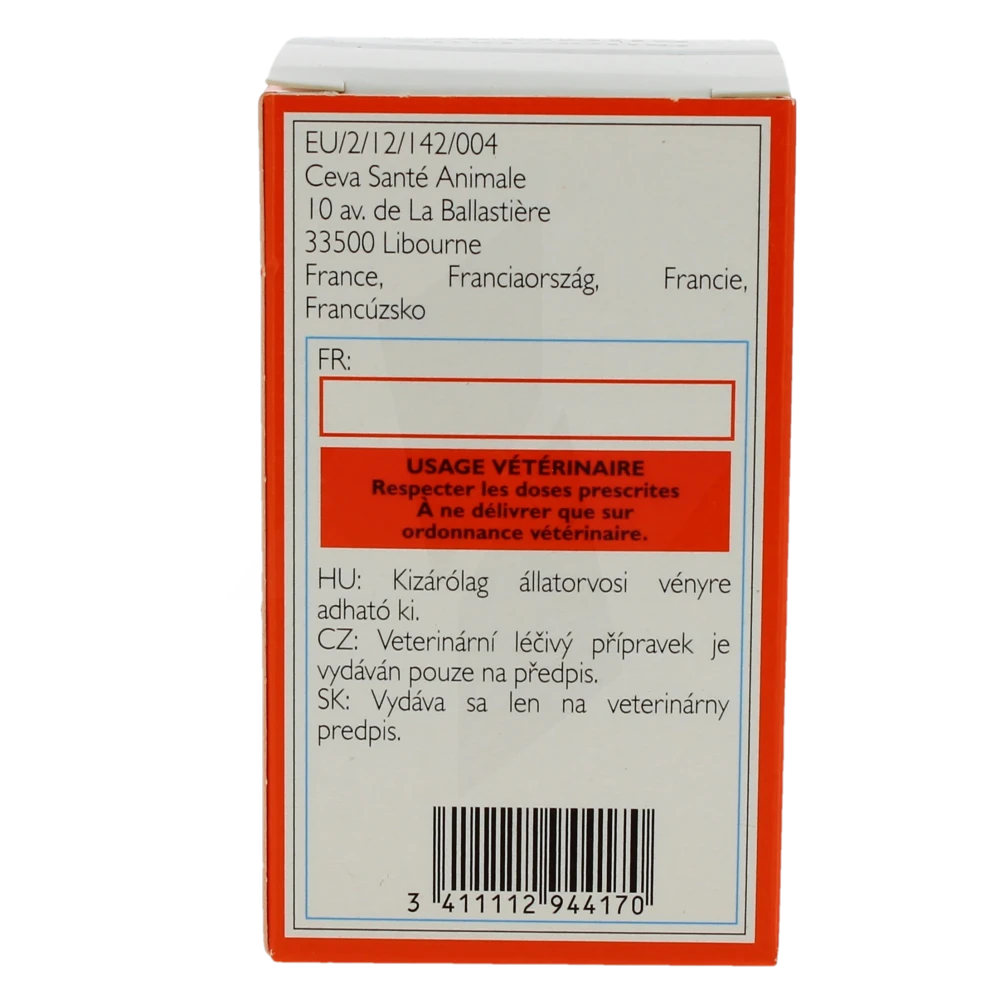 EU/2/12/142/004
Ceva Santé Animale
10 av. de La Ballastière
33500 Libourne
France, Franciaország, Francie,
Francúzsko
FR:
USAGE VÉTÉRINAIRE
Respecter les doses prescrites
À ne délivrer que sur
ordonnance vétérinaire.
HU: Kizárólag állatorvosi vényre
adható ki.
CZ: Veterinární léčivý přípravek je
vydáván pouze na předpis.
SK: Vydáva sa len na veterinárny
predpis.
3 411112 944170